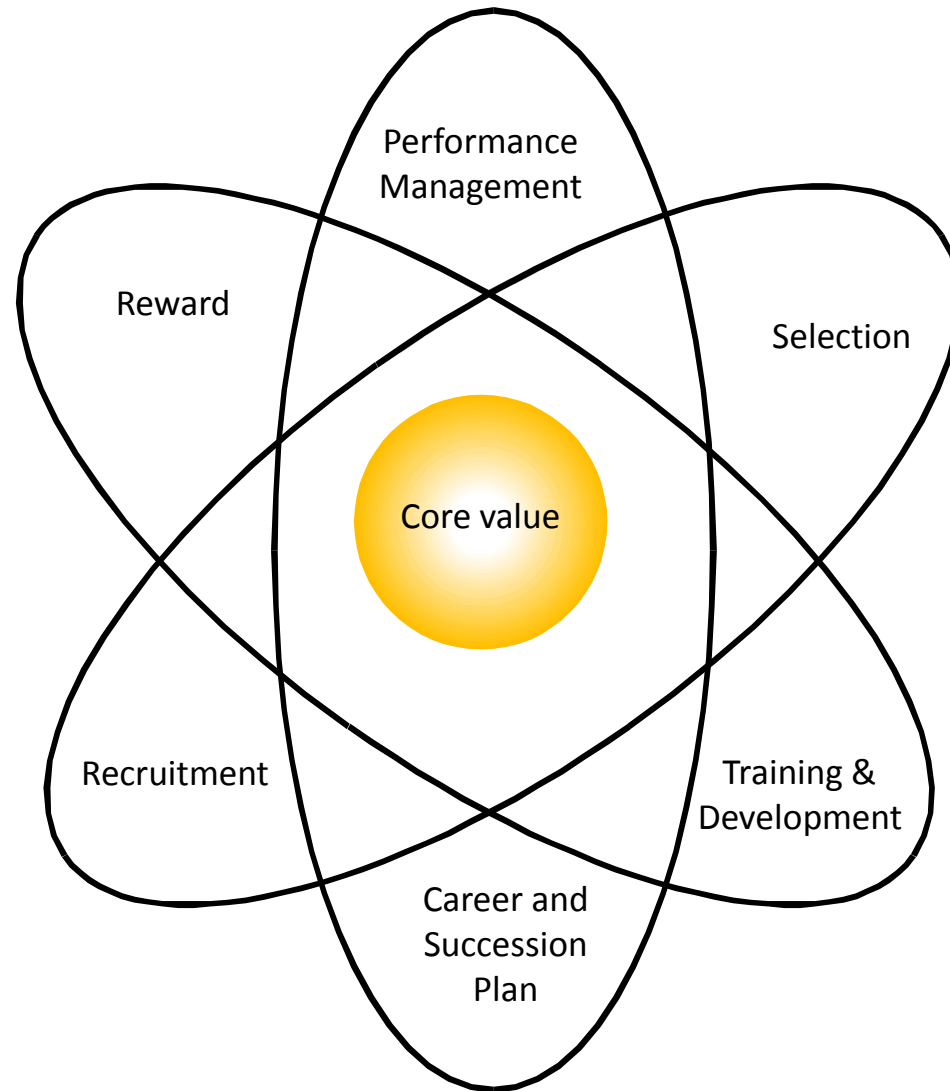 Performance
Management
Reward
Selection
Core value
Recruitment
Training &
Development
Career and
Succession
Plan